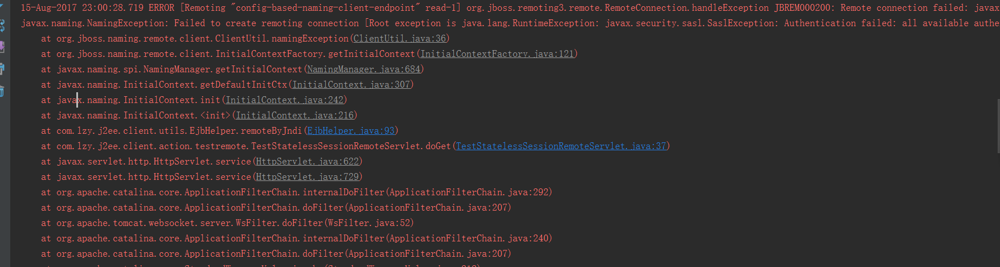 15-Aug-2017 23:00:28.719 ERROR [Remoting "config-based-naming-client-endpoint" read-1] org.jboss.remoting3.remote.RemoteConnection.handleException JBREM000200: Remote connection failed: javax
javax.naming.NamingException: Failed to create remoting connection [Root exception is java.lang.RuntimeException: javax.security.sasl.SaslException: Authentication failed: all available authe
at org.jboss.naming.remote.client.ClientUtil.namingException(ClientUtil.java:36)
at org.jboss.naming.remote.client.InitialContextFactory.getInitialContext(InitialContextFactory.java:121)
at javax.naming.spi.NamingManager.getInitialContext(NamingManager.java:684)
at javax.naming.InitialContext.getDefaultInitCtx(InitialContext.java:307)
at javax.naming.InitialContext.init(InitialContext.java:242)
at javax.naming.InitialContext.<init>(InitialContext.java:216)
at com.lzy.j2ee.client.utils.EjbHelper.remoteByJndi(EjbHelper.java:93)
at com.lzy.j2ee.client.action.testremote.TestStatelessSessionRemoteServlet.doGet(TestStatelessSessionRemoteServlet.java:37)
at javax.servlet.http.HttpServlet.service(HttpServlet.java:622)
at javax.servlet.http.HttpServlet.service(HttpServlet.java:729)
at org.apache.catalina.core.ApplicationFilterChain.internalDoFilter(ApplicationFilterChain.java:292)
at org.apache.catalina.core.ApplicationFilterChain.doFilter(ApplicationFilterChain.java:207)
at org.apache.tomcat.websocket.server.WsFilter.doFilter(WsFilter.java:52)
at org.apache.catalina.core.ApplicationFilterChain.internalDoFilter(ApplicationFilterChain.java:240)
at org.apache.catalina.core.ApplicationFilterChain.doFilter(ApplicationFilterChain.java:207)